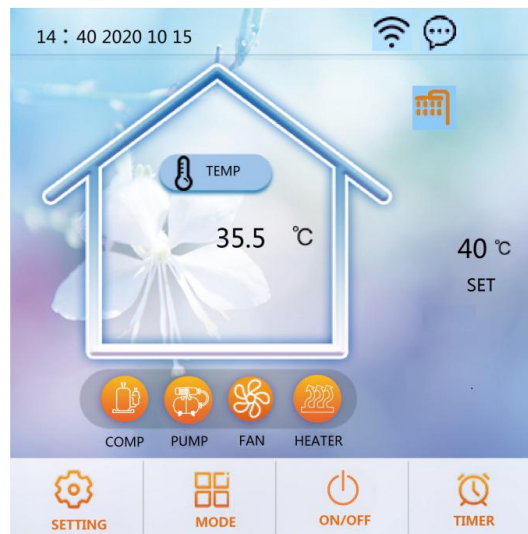 14：40 2020 10 15
TEMP
35.5 ℃
40 ℃
SET
COMP PUMP FAN HEATER
SETTING MODE ON/OFF TIMER